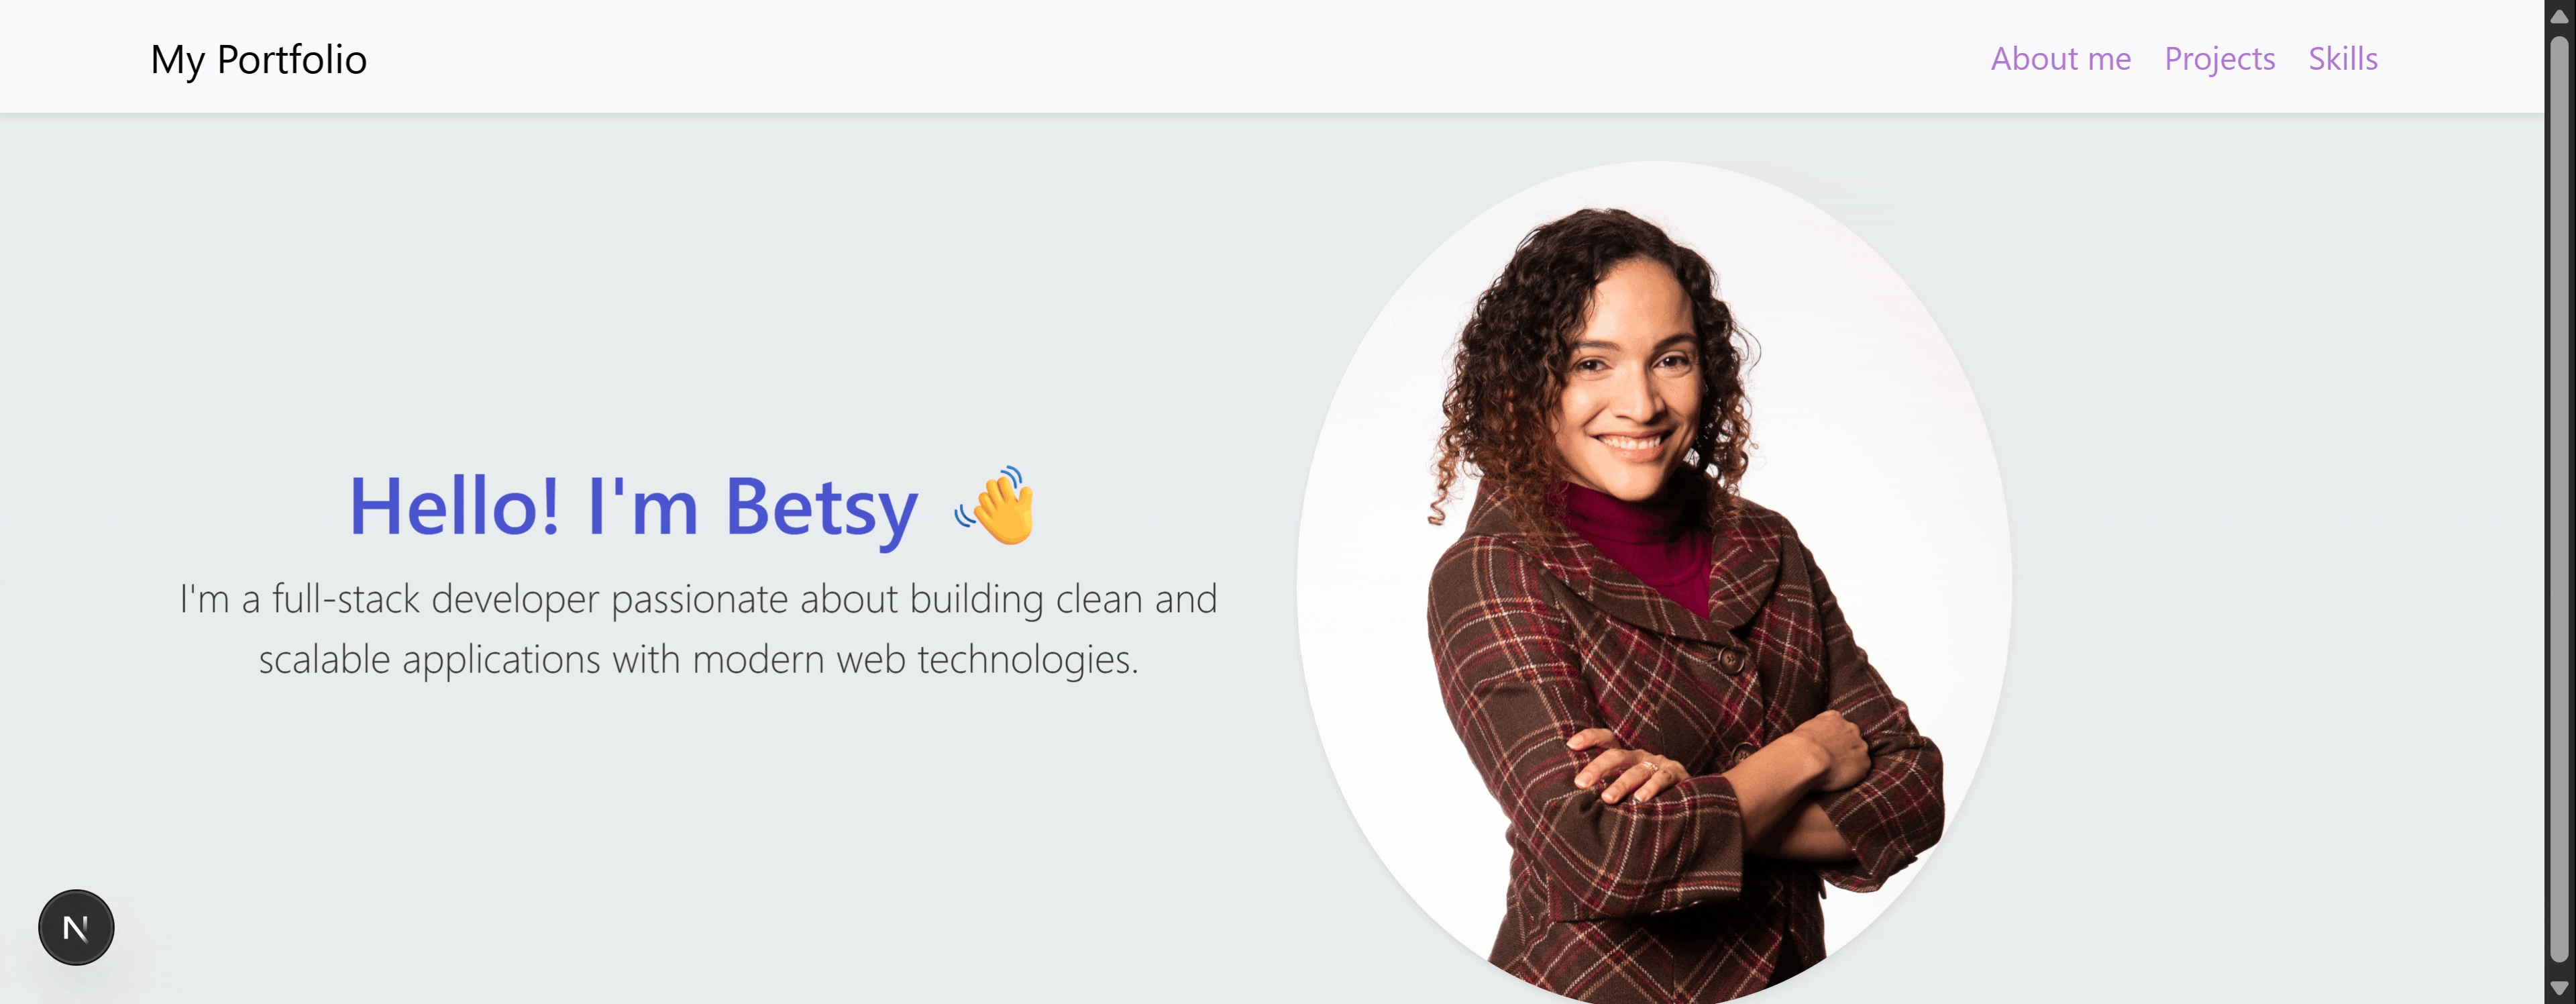 My Portfolio
About me Projects Skills
Hello! I'm Betsy 👋
I'm a full-stack developer passionate about building clean and
scalable applications with modern web technologies.
N